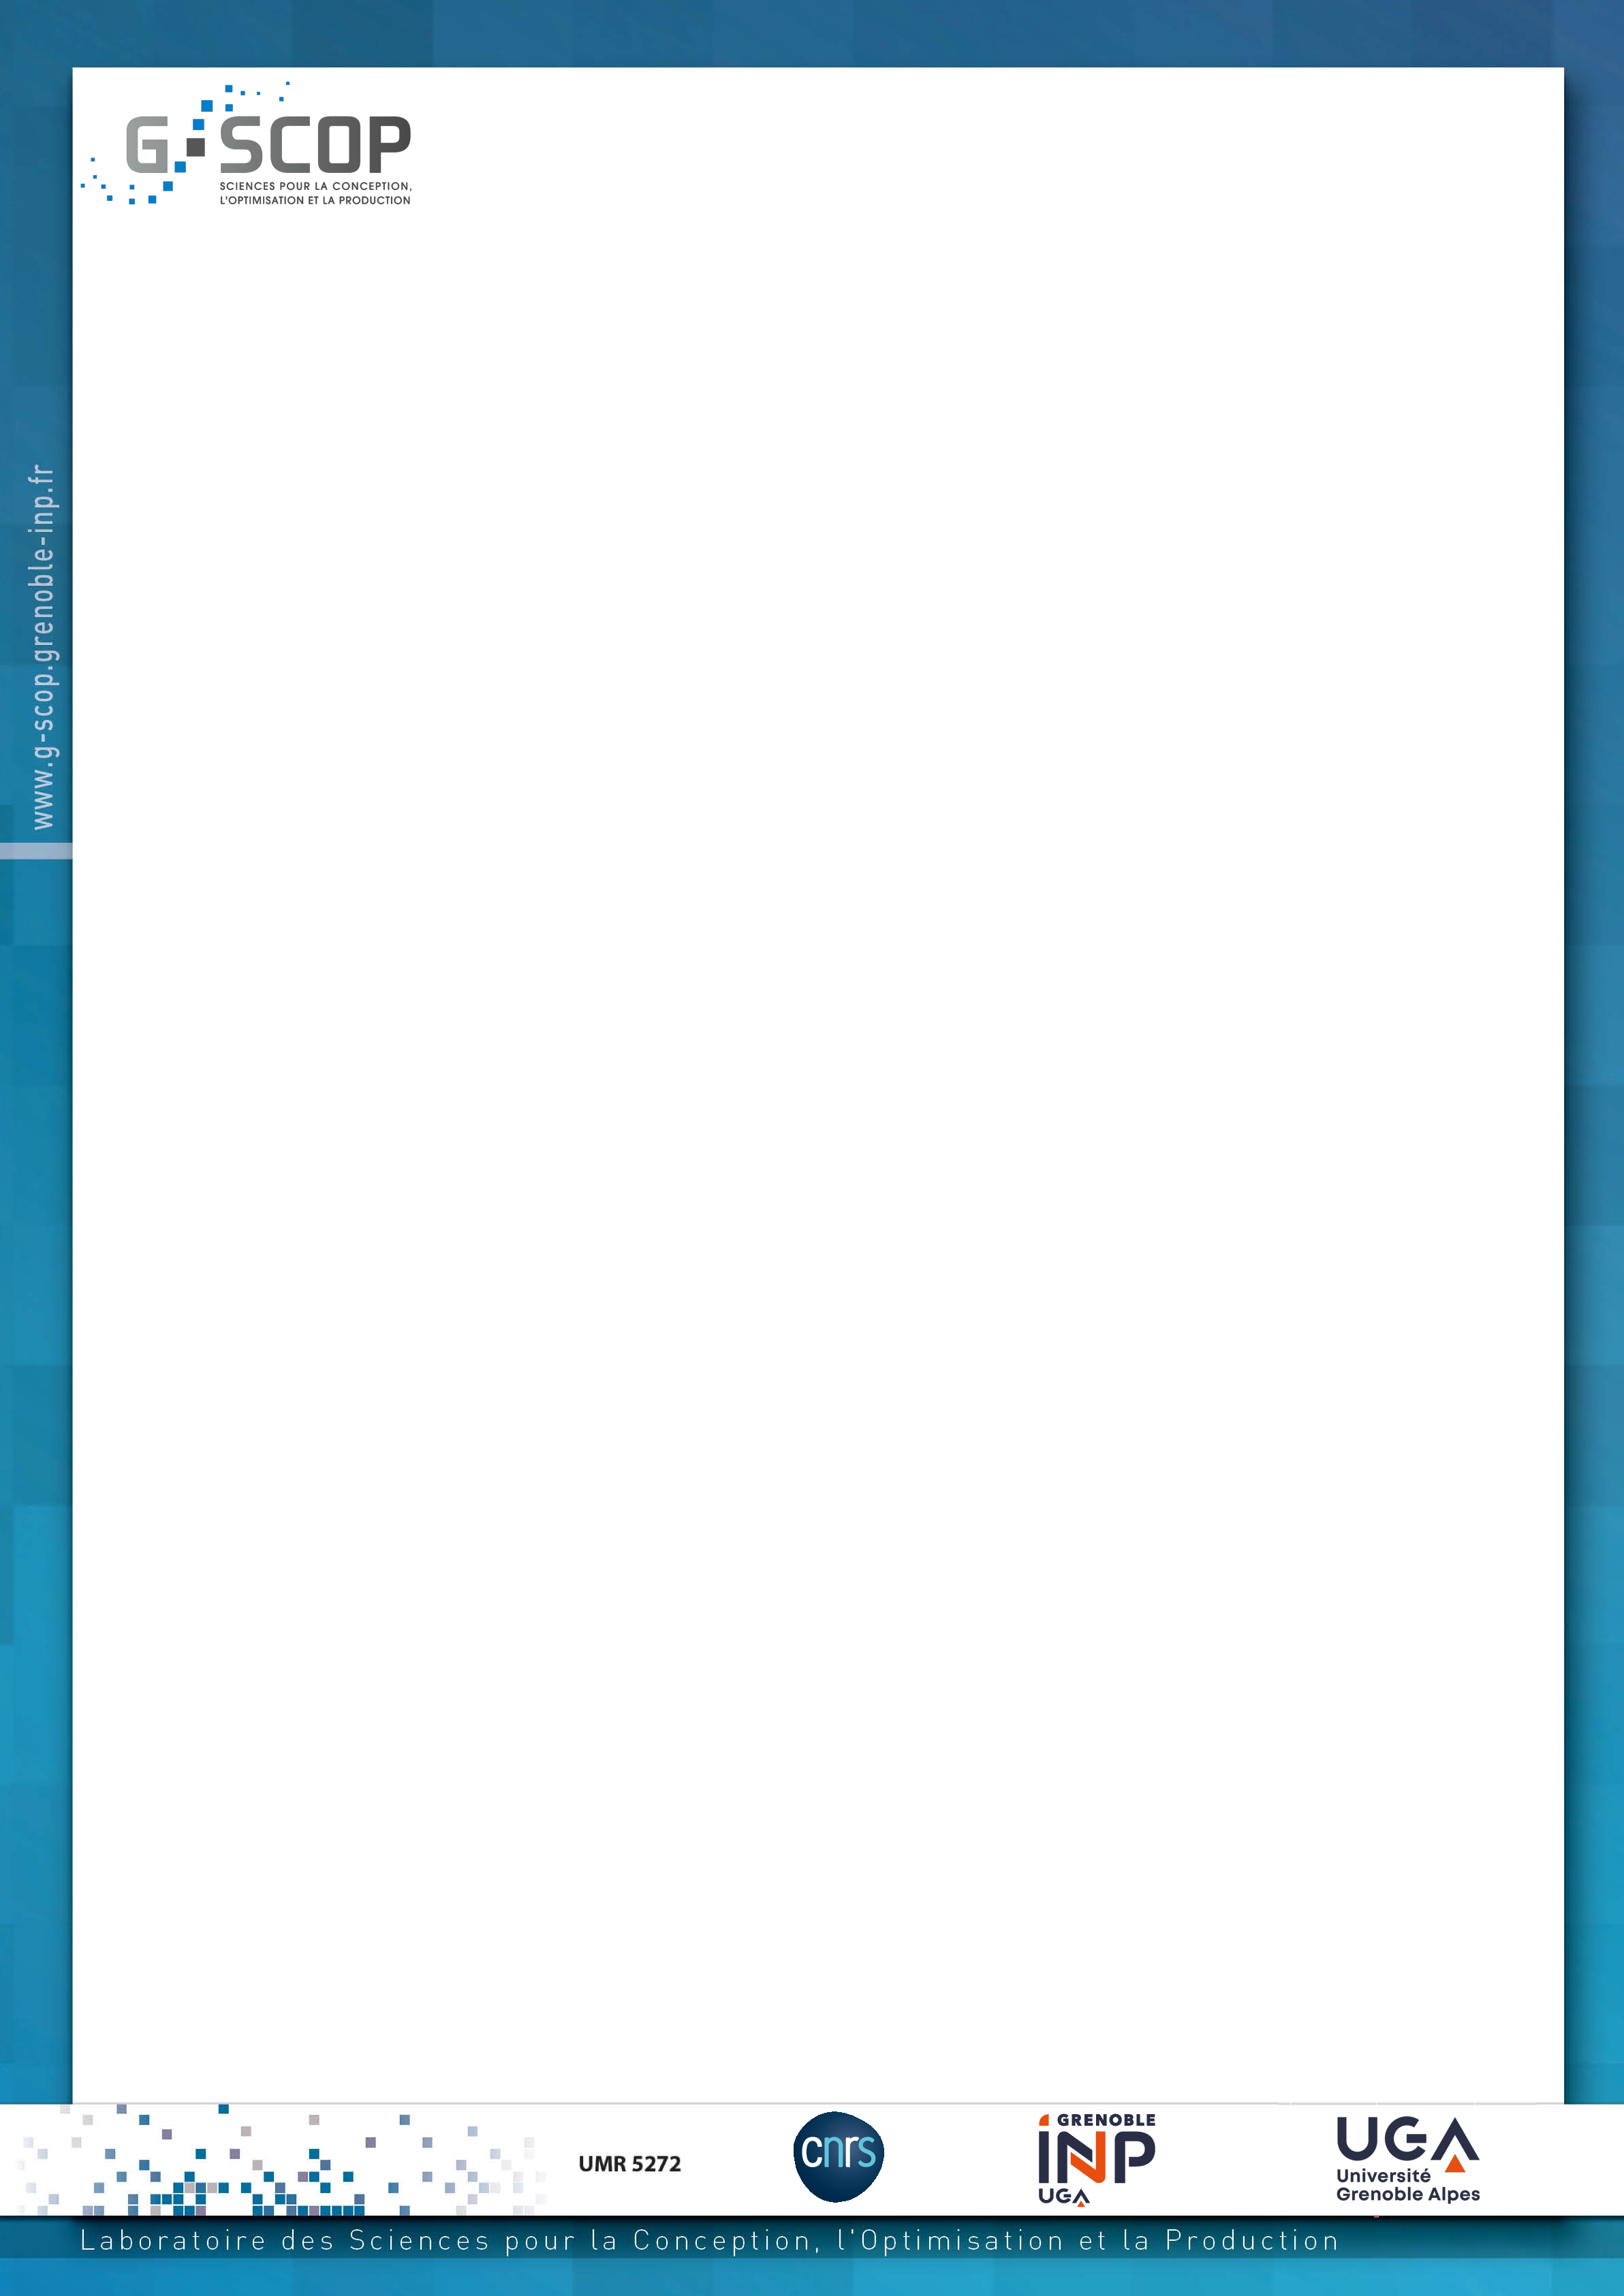 G SCOP
SCIENCES POUR LA CONCEPTION,
L'OPTIMISATION ET LA PRODUCTION
www.g-scop.grenoble-inp.fr
UMR 5272
cnrs
GRENOBLE
INP
UGA
UGA
Université
Grenoble Alpes
Laboratoire des Sciences pour la Conception, l'Optimisation et la Production